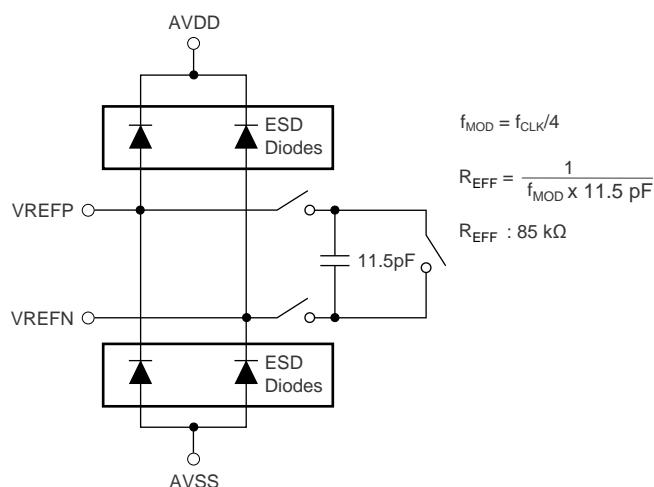 AVDD
ESD
Diodes
f_MOD = f_CLK/4
R_EFF = 1
f_MOD x 11.5 pF
VREFP
R_EFF : 85 kΩ
11.5pF
VREFN
ESD
Diodes
AVSS